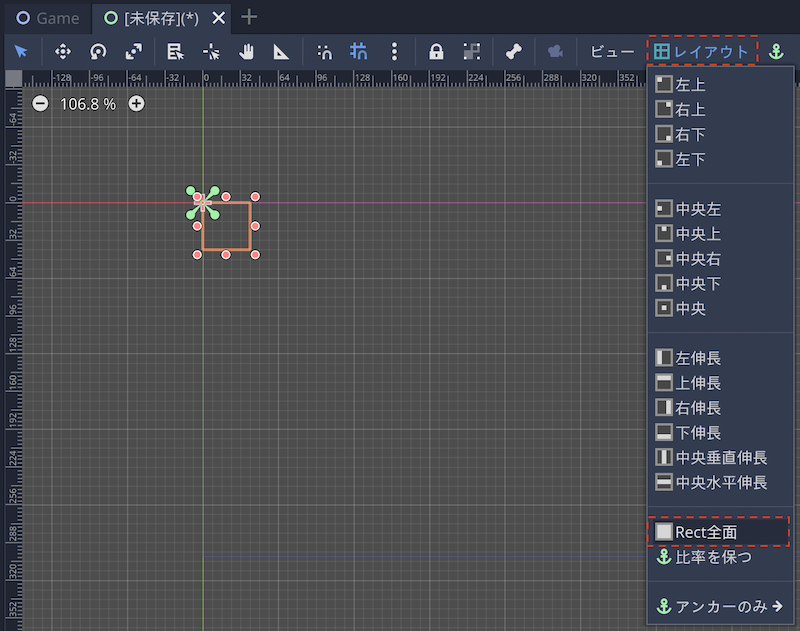 Game
[未保存](*)
ビュー
レイアウト
-128 -96 -64 -32 0 32 64 96 128 160 192 224 256 288 320 352
106.8 %
-64
-32
0
32
64
96
128
160
192
224
256
288
320
352
左上
右上
右下
左下
中央左
中央上
中央右
中央下
中央
左伸長
上伸長
右伸長
下伸長
中央垂直伸長
中央水平伸長
Rect全面
比率を保つ
アンカーのみ